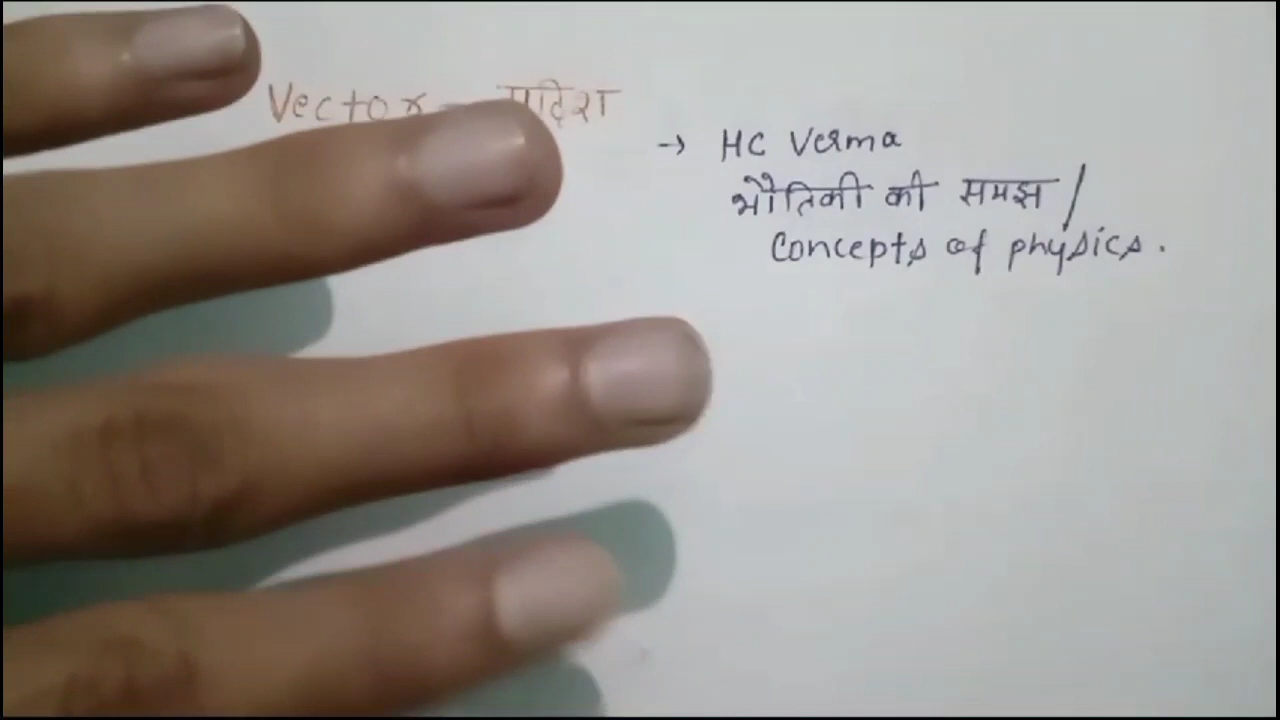 Vector -
→ HC Verma
भौतिकी की समझ /
Concepts of physics.